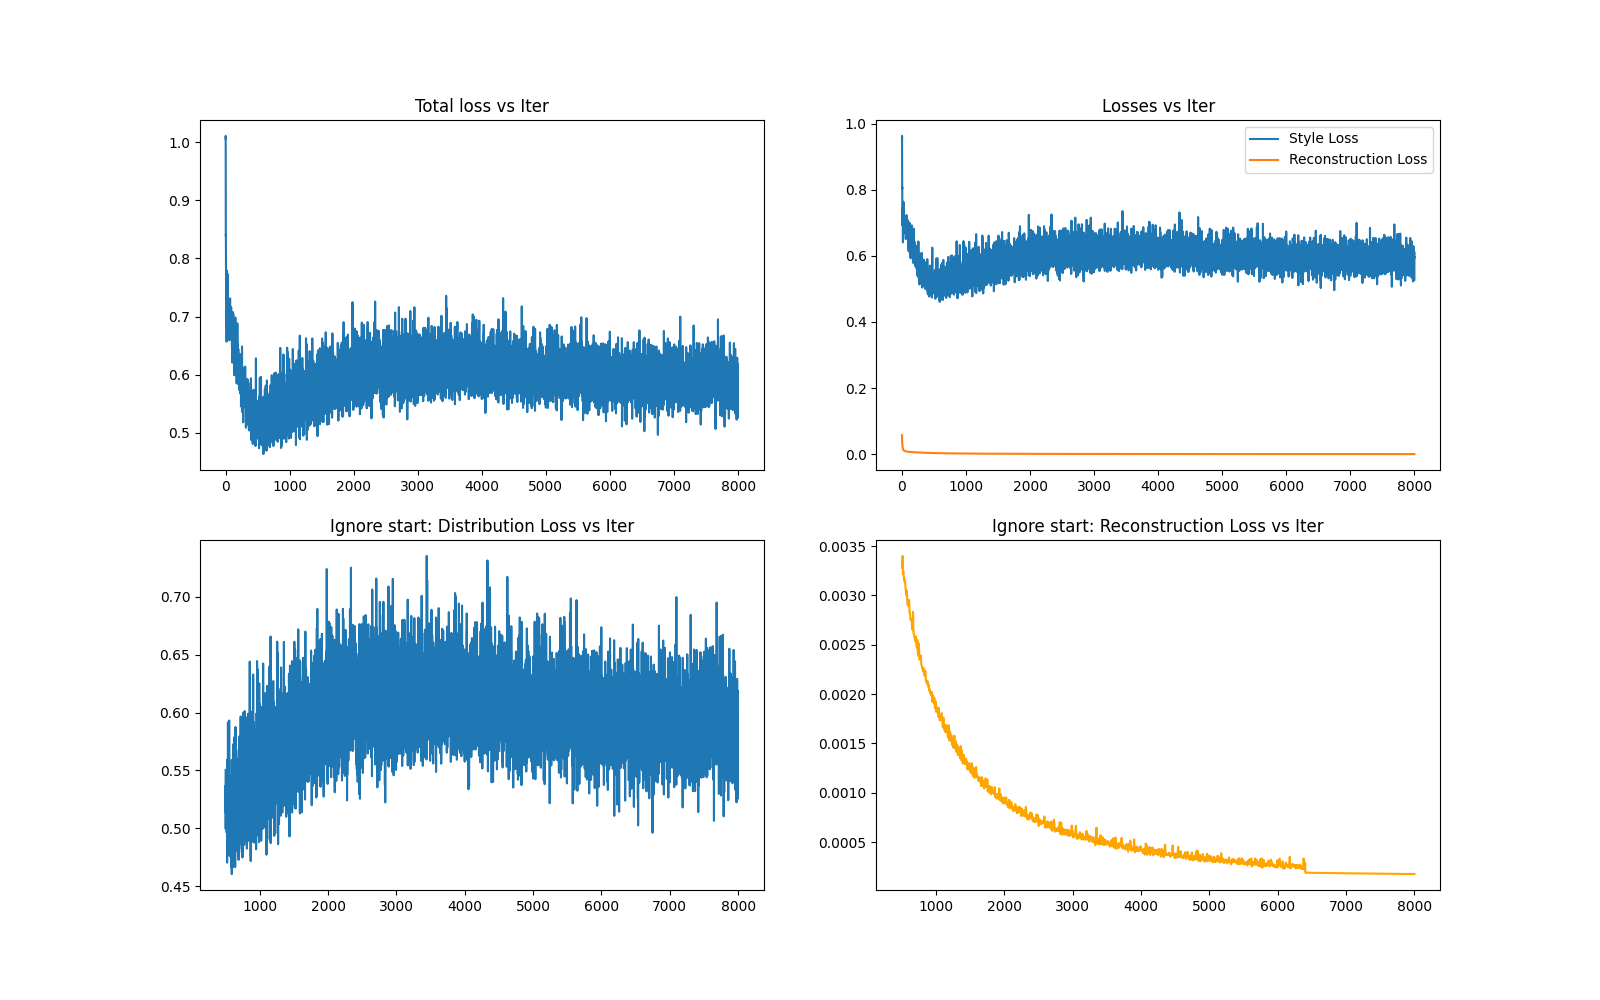 Total loss vs Iter
1.0
0.9
0.8
0.7
0.6
0.5
0 1000 2000 3000 4000 5000 6000 7000 8000
Losses vs Iter
Style Loss
Reconstruction Loss
1.0
0.8
0.6
0.4
0.2
0.0
0 1000 2000 3000 4000 5000 6000 7000 8000
Ignore start: Distribution Loss vs Iter
0.70
0.65
0.60
0.55
0.50
0.45
1000 2000 3000 4000 5000 6000 7000 8000
Ignore start: Reconstruction Loss vs Iter
0.0035
0.0030
0.0025
0.0020
0.0015
0.0010
0.0005
1000 2000 3000 4000 5000 6000 7000 8000